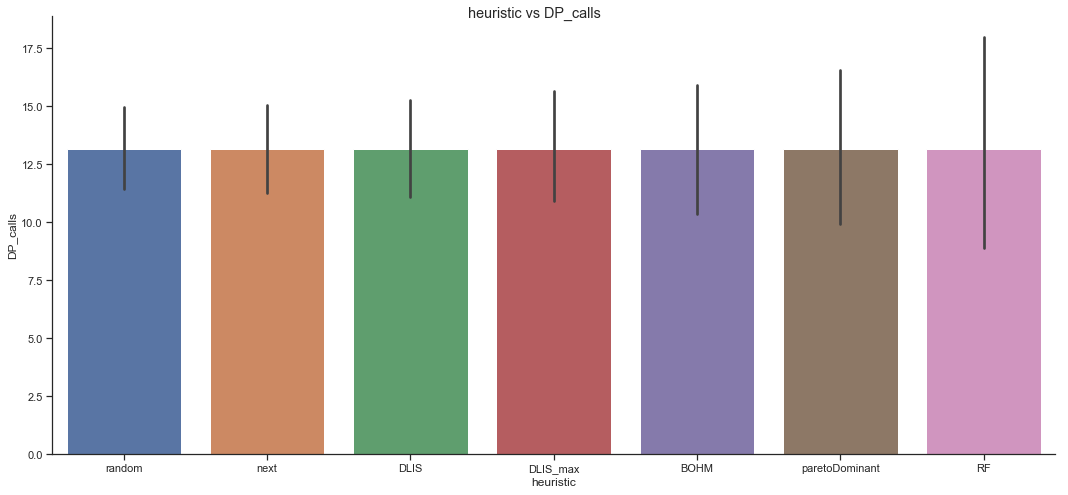 heuristic vs DP_calls
DP_calls
17.5
15.0
12.5
10.0
7.5
5.0
2.5
0.0
random next DLIS DLIS_max BOHM paretoDominant RF
heuristic